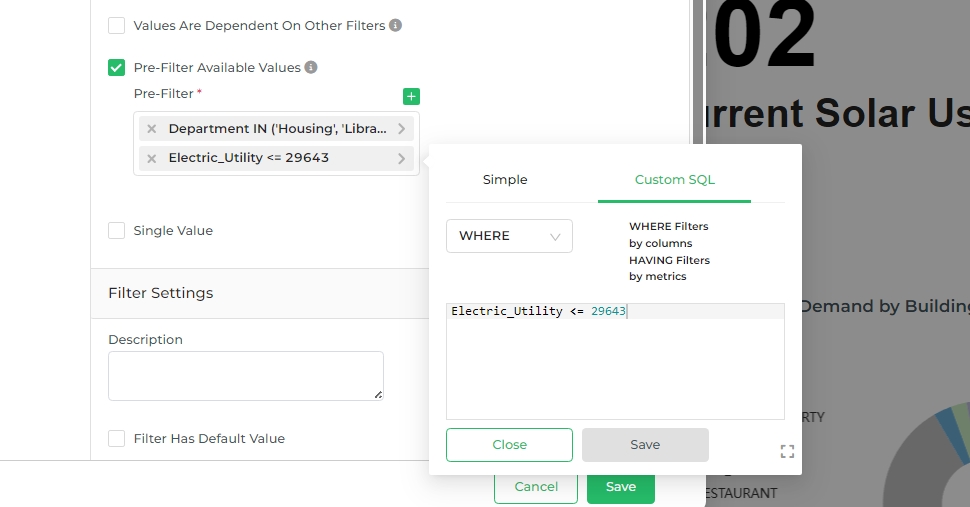 Values Are Dependent On Other Filters
Pre-Filter Available Values
Pre-Filter *
Department IN ('Housing', 'Libra...
Electric_Utility <= 29643
Single Value
Filter Settings
Description
Filter Has Default Value
Cancel
Save
Simple
Custom SQL
WHERE
WHERE Filters
by columns
HAVING Filters
by metrics
Electric_Utility <= 29643
Close
Save
02
rrent Solar Us
Demand by Building
RTY
ESTAURANT